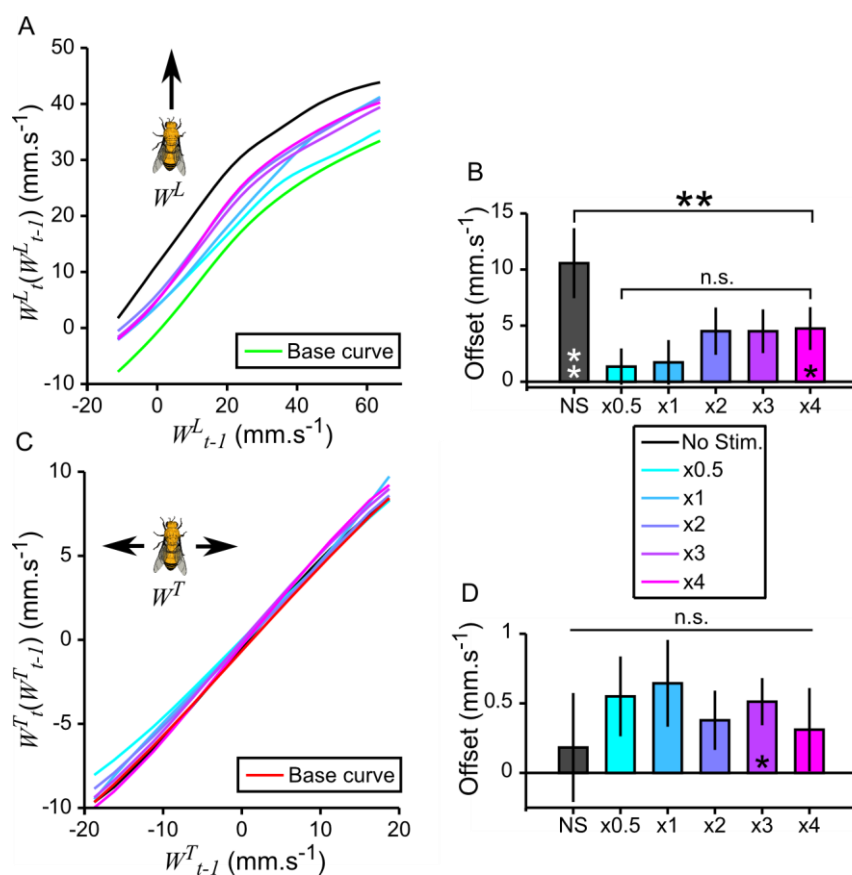 A
50
40
30
20
10
0
-10
W^L_t(W^L_{t-1}) (mm.s^-1)
W^L
Base curve
-20 0 20 40 60
W^L_{t-1} (mm.s^-1)
B
**
n.s.
15
10
5
0
Offset (mm.s^-1)
**
*
NS x0.5 x1 x2 x3 x4
No Stim.
x0.5
x1
x2
x3
x4
C
10
5
0
-5
-10
W^T_t(W^T_{t-1}) (mm.s^-1)
W^T
Base curve
-20 -10 0 10 20
W^T_{t-1} (mm.s^-1)
D
n.s.
1
0.5
0
Offset (mm.s^-1)
*
NS x0.5 x1 x2 x3 x4